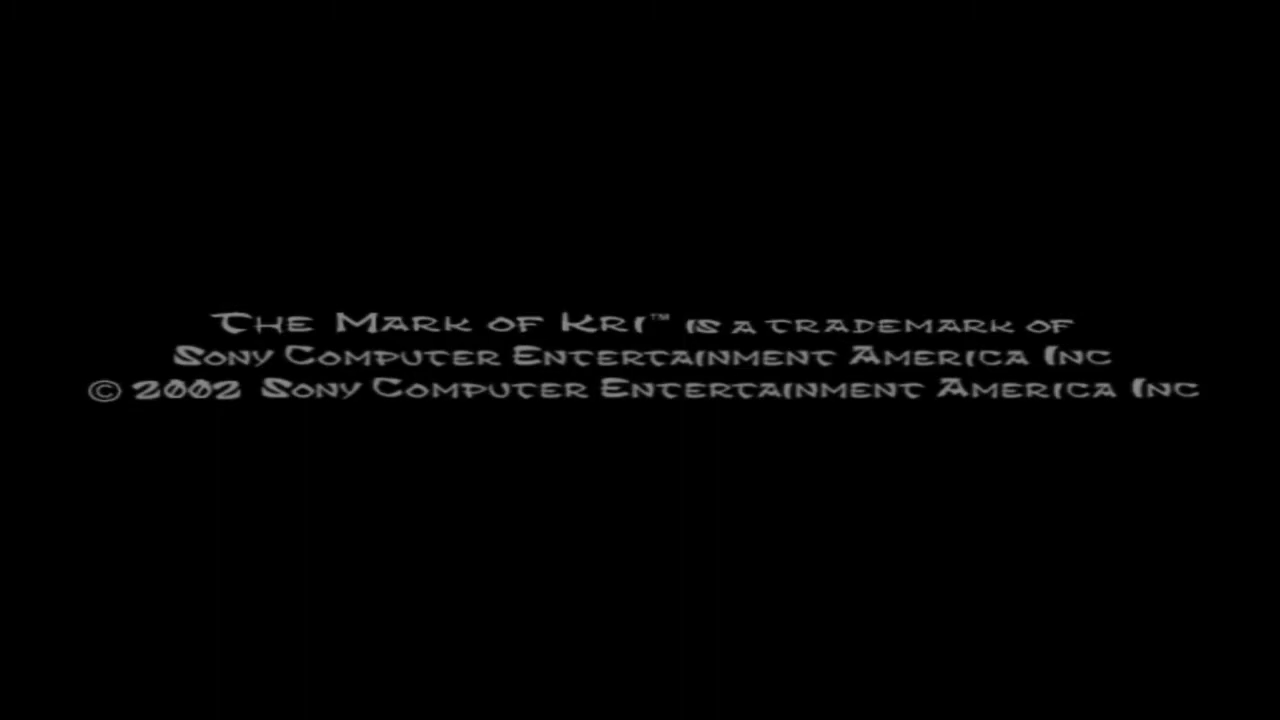 The Mark of Kri™ is a trademark of
Sony Computer Entertainment America Inc
© 2002 Sony Computer Entertainment America Inc